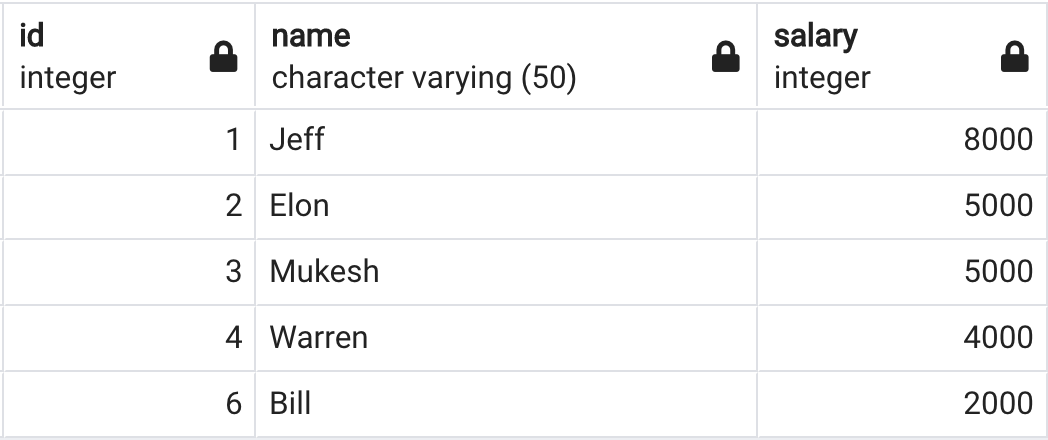 id name salary
integer character varying (50) integer
1 Jeff 8000
2 Elon 5000
3 Mukesh 5000
4 Warren 4000
6 Bill 2000